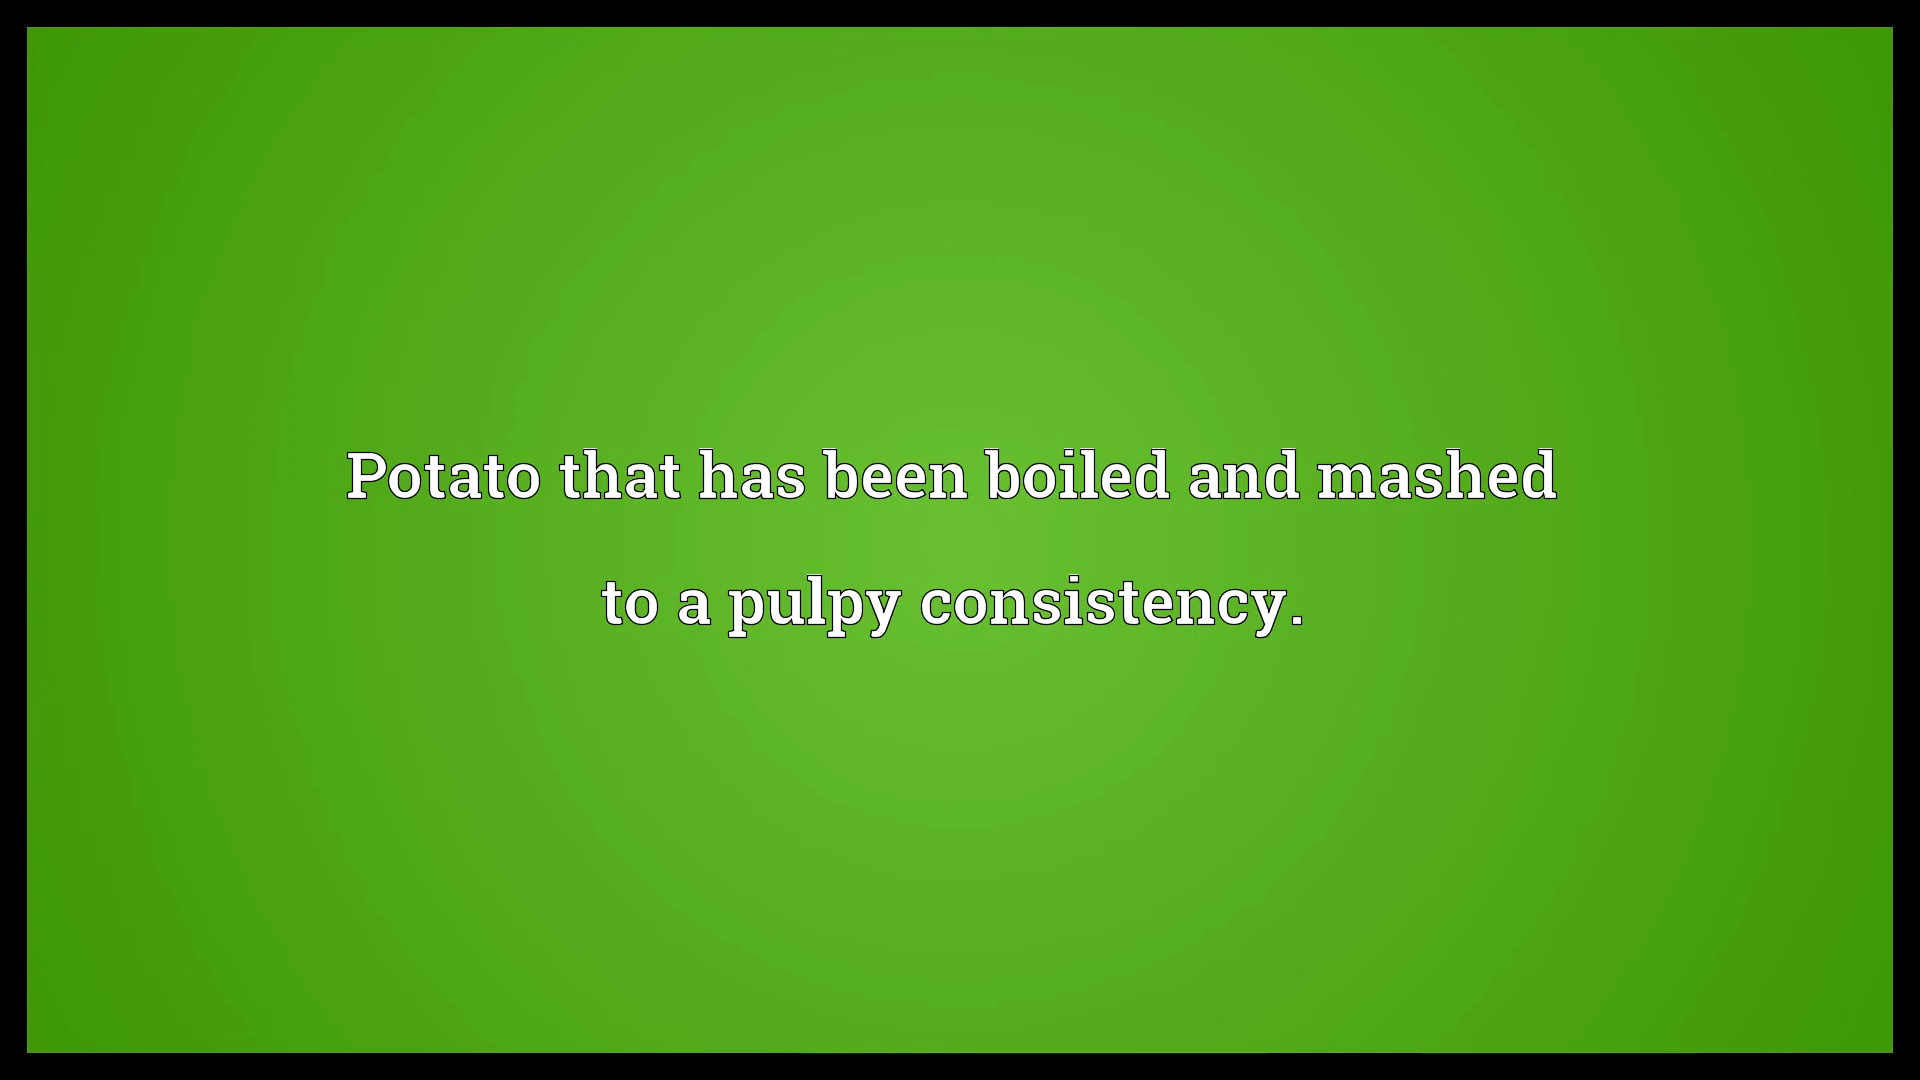 Potato that has been boiled and mashed
to a pulpy consistency.